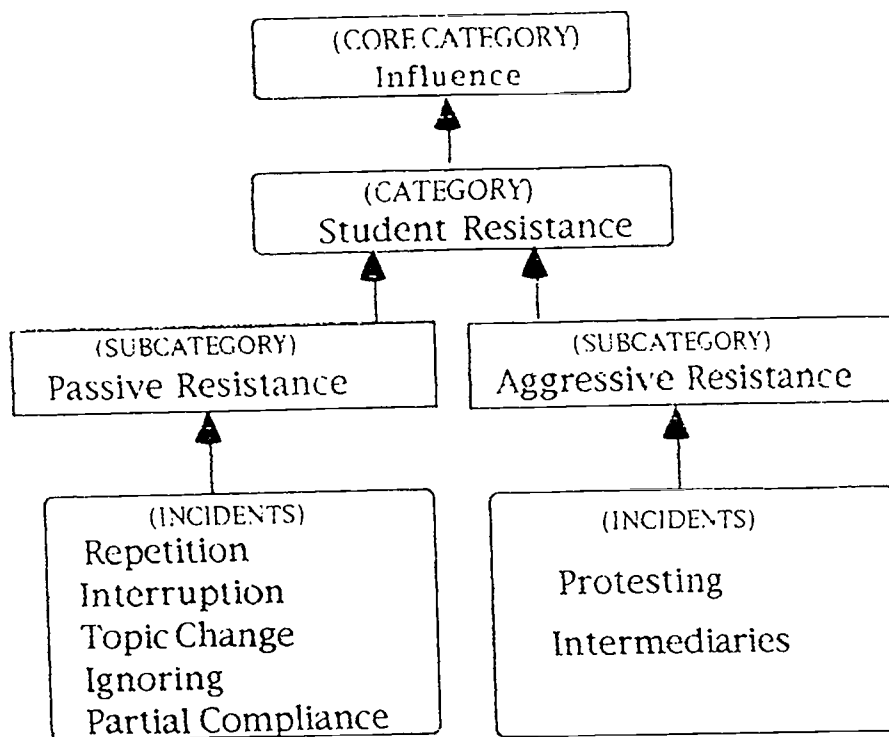 (CORE CATEGORY)
Influence
(CATEGORY)
Student Resistance
(SUBCATEGORY)
Passive Resistance
(SUBCATEGORY)
Aggressive Resistance
(INCIDENTS)
Repetition
Interruption
Topic Change
Ignoring
Partial Compliance
(INCIDENTS)
Protesting
Intermediaries